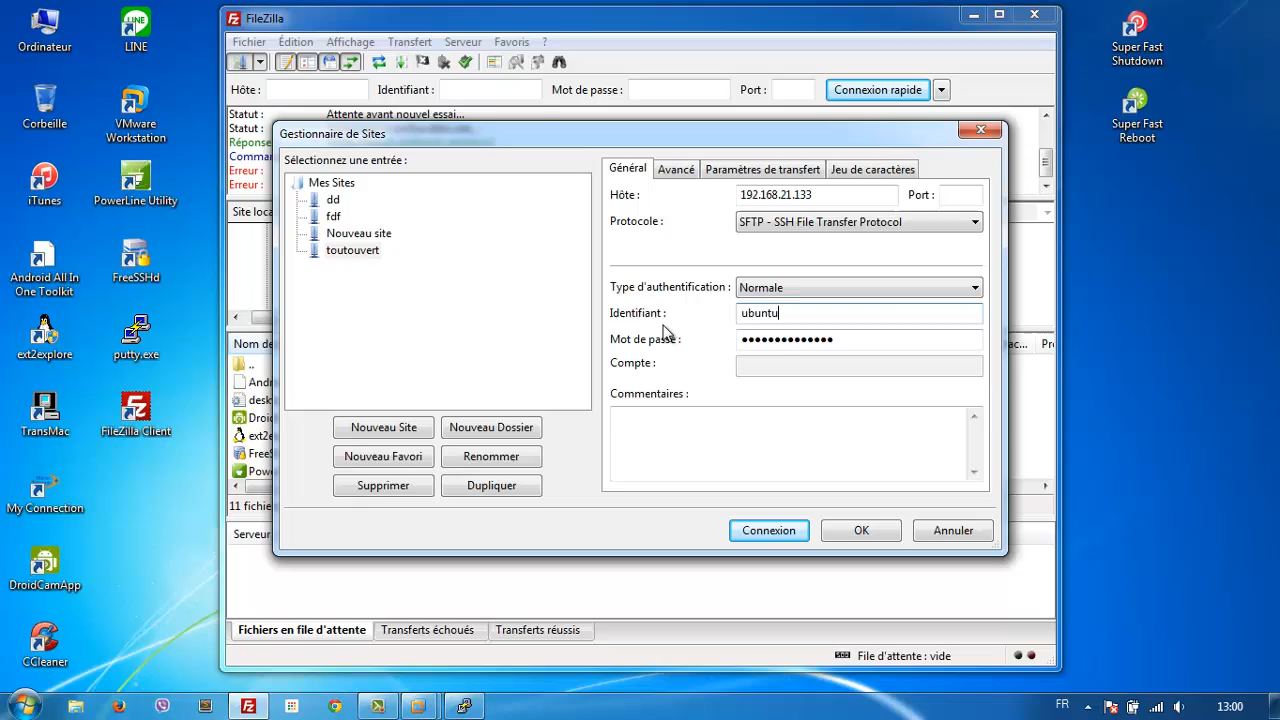 Ordinateur
LINE
Corbeille
VMware
Workstation
iTunes
PowerLine Utility
Android All In
One Toolkit
FreeSSHd
ext2explore
putty.exe
TransMac
FileZilla Client
My Connection
DroidCamApp
CCleaner
Super Fast
Shutdown
Super Fast
Reboot
FileZilla
Fichier Édition Affichage Transfert Serveur Favoris ?
Hôte : Identifiant : Mot de passe : Port : Connexion rapide
Statut : Attente avant nouvel essai...
Statut :
Réponse
Comma
Erreur :
Erreur :
Site loca
Gestionnaire de Sites
Sélectionnez une entrée :
Mes Sites
dd
fdf
Nouveau site
toutouvert
Nouveau Site Nouveau Dossier
Nouveau Favori Renommer
Supprimer Dupliquer
Général Avancé Paramètres de transfert Jeu de caractères
Hôte : 192.168.21.133 Port :
Protocole : SFTP - SSH File Transfer Protocol
Type d'authentification : Normale
Identifiant : ubuntu
Mot de passe : ••••••••••••••
Compte :
Commentaires :
Connexion OK Annuler
Nom de
ac... Pr
..
And
desk
Droid
ext2e
Frees
Pow
11 fichie
Serveur
Fichiers en file d'attente Transferts échoués Transferts réussis
File d'attente : vide
FR 13:00